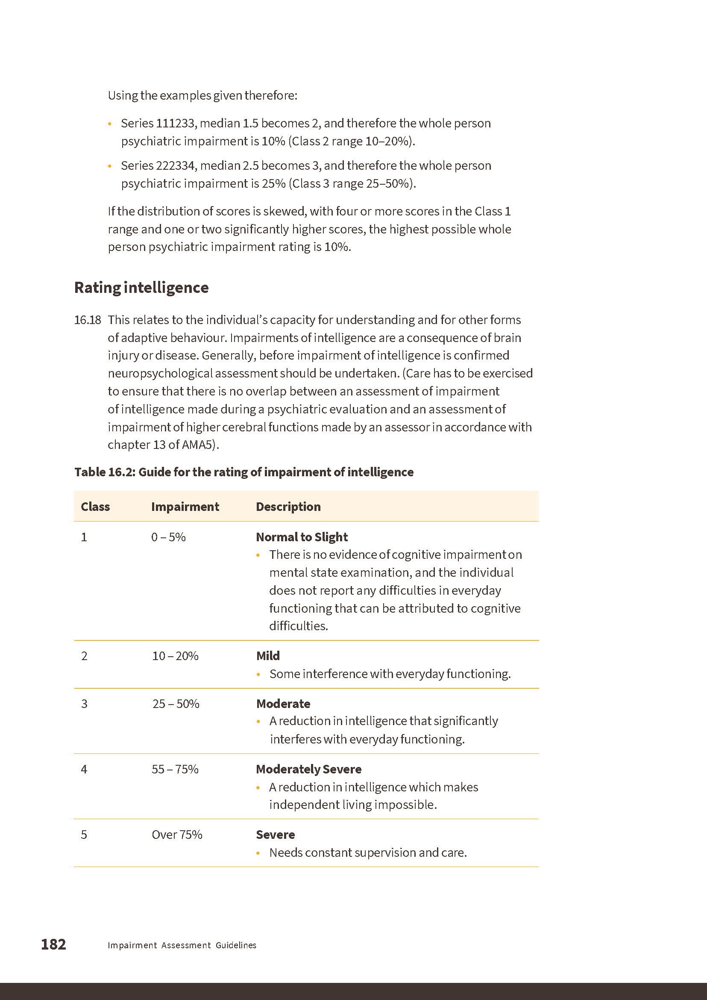 Using the examples given therefore:
• Series 111233, median 1.5 becomes 2, and therefore the whole person
psychiatric impairment is 10% (Class 2 range 10–20%).
• Series 222334, median 2.5 becomes 3, and therefore the whole person
psychiatric impairment is 25% (Class 3 range 25–50%).
If the distribution of scores is skewed, with four or more scores in the Class 1
range and one or two significantly higher scores, the highest possible whole
person psychiatric impairment rating is 10%.
Rating intelligence
16.18 This relates to the individual’s capacity for understanding and for other forms
of adaptive behaviour. Impairments of intelligence are a consequence of brain
injury or disease. Generally, before impairment of intelligence is confirmed
neuropsychological assessment should be undertaken. (Care has to be exercised
to ensure that there is no overlap between an assessment of impairment
of intelligence made during a psychiatric evaluation and an assessment of
impairment of higher cerebral functions made by an assessor in accordance with
chapter 13 of AMA5).
Table 16.2: Guide for the rating of impairment of intelligence
Class Impairment Description
1 0 – 5% Normal to Slight
• There is no evidence of cognitive impairment on
mental state examination, and the individual
does not report any difficulties in everyday
functioning that can be attributed to cognitive
difficulties.
2 10 – 20% Mild
• Some interference with everyday functioning.
3 25 – 50% Moderate
• A reduction in intelligence that significantly
interferes with everyday functioning.
4 55 – 75% Moderately Severe
• A reduction in intelligence which makes
independent living impossible.
5 Over 75% Severe
• Needs constant supervision and care.
182 Impairment Assessment Guidelines